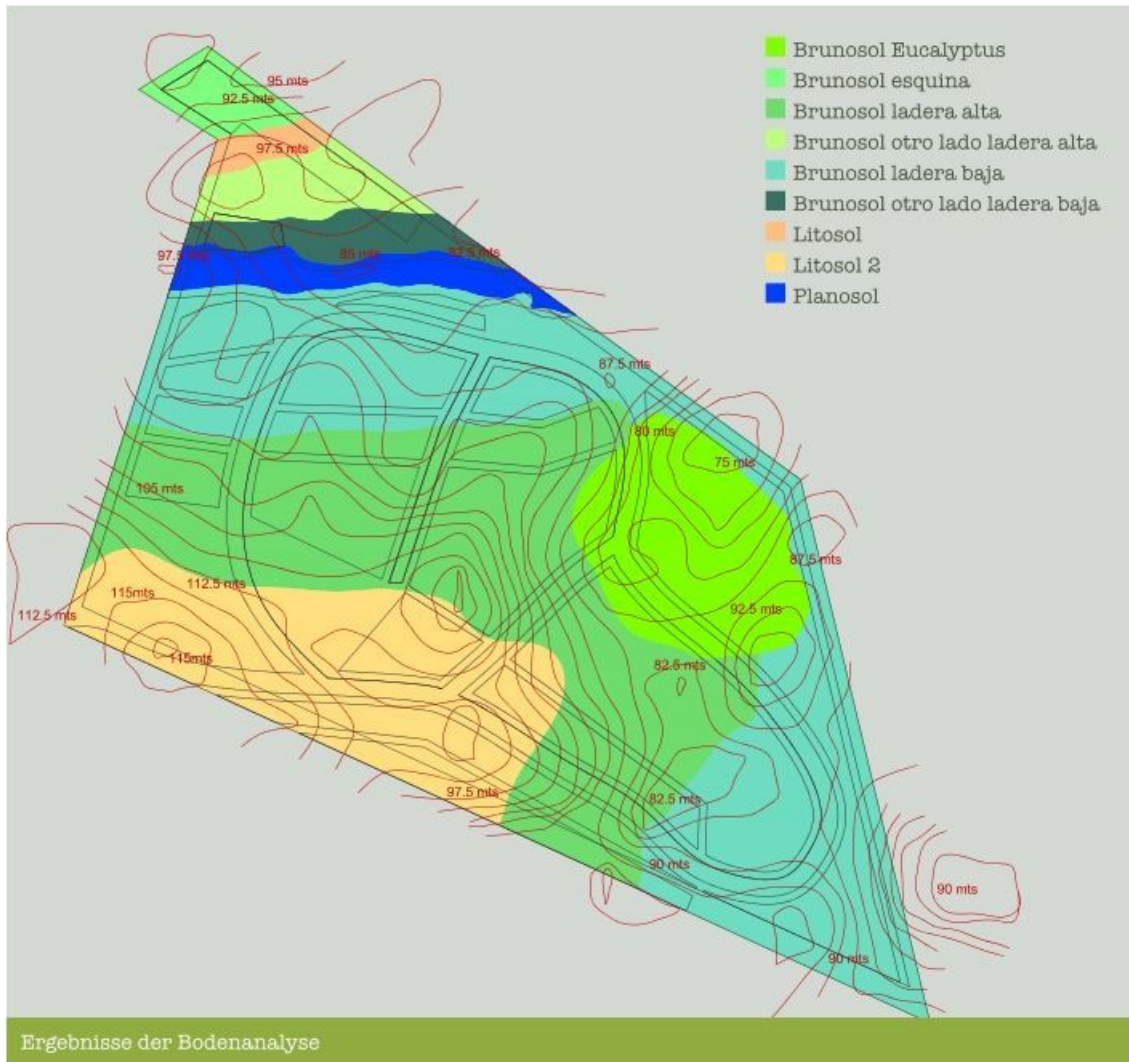 Brunosol Eucalyptus
Brunosol esquina
Brunosol ladera alta
Brunosol otro lado ladera alta
Brunosol ladera baja
Brunosol otro lado ladera baja
Litosol
Litosol 2
Planosol
95 mts
92.5 mts
97.5 mts
97.5 mts
85 mts
82.5 mts
87.5 mts
80 mts
75 mts
105 mts
87.5 mts
112.5 mts
115mts
92.5 mts
112.5 mts
115mts
82.5 mts
97.5 mts
82.5 mts
90 mts
90 mts
90 mts
Ergebnisse der Bodenanalyse